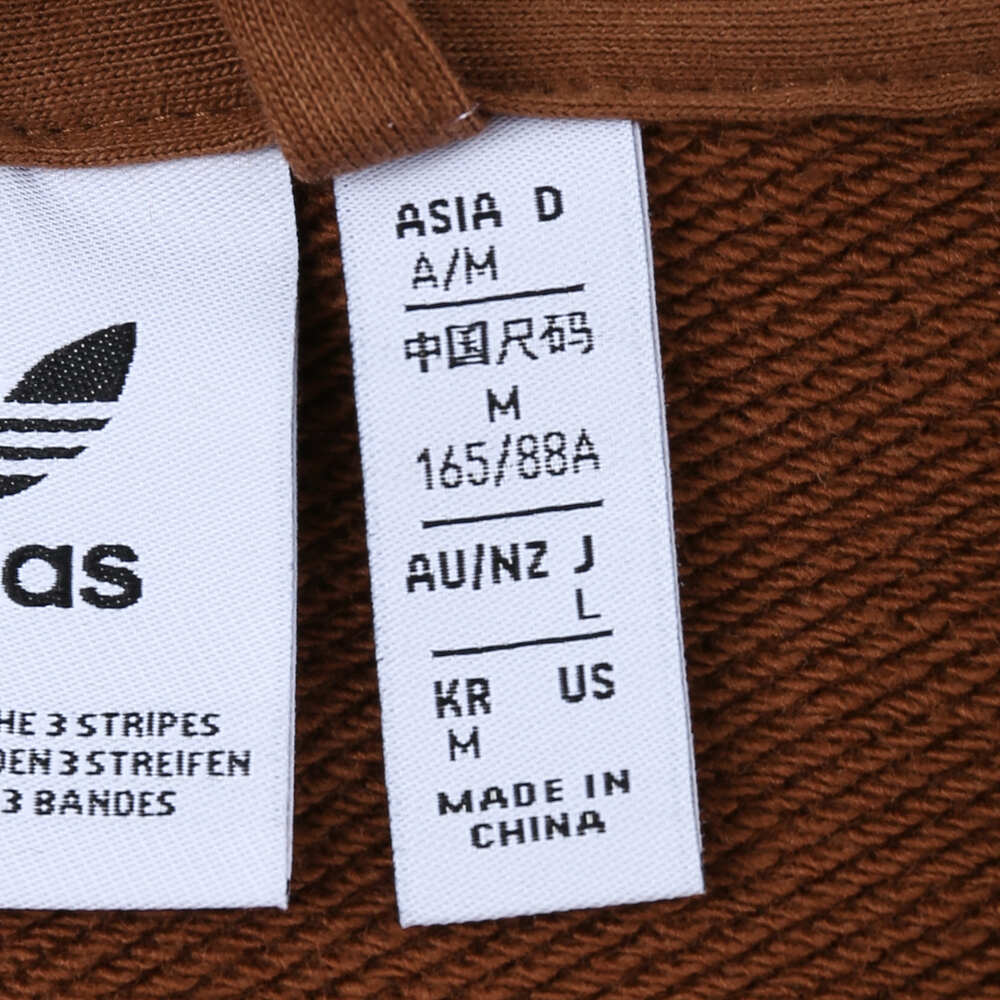 as
HE 3 STRIPES
DEN 3 STREIFEN
3 BANDES
ASIA D
A/M
中国尺码
M
165/88A
AU/NZ J
L
KR US
M
MADE IN
CHINA